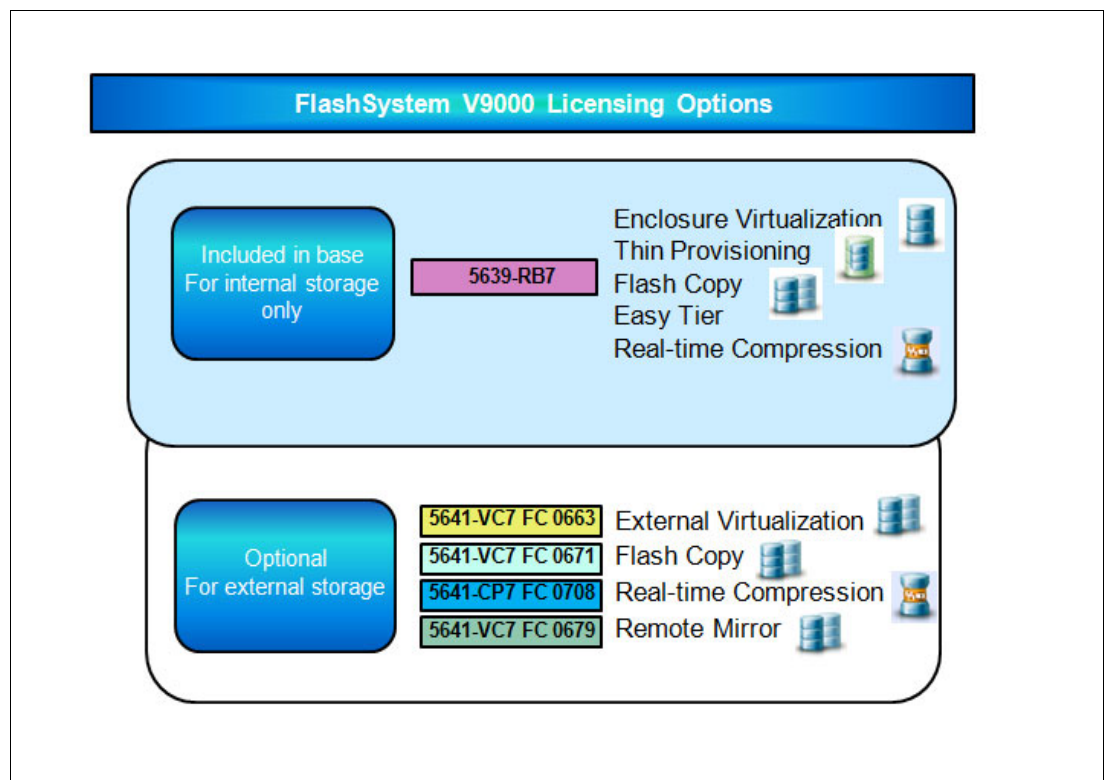 FlashSystem V9000 Licensing Options
Included in base
For internal storage
only
5639-RB7
Enclosure Virtualization
Thin Provisioning
Flash Copy
Easy Tier
Real-time Compression
Optional
For external storage
5641-VC7 FC 0663
External Virtualization
5641-VC7 FC 0671
Flash Copy
5641-CP7 FC 0708
Real-time Compression
5641-VC7 FC 0679
Remote Mirror